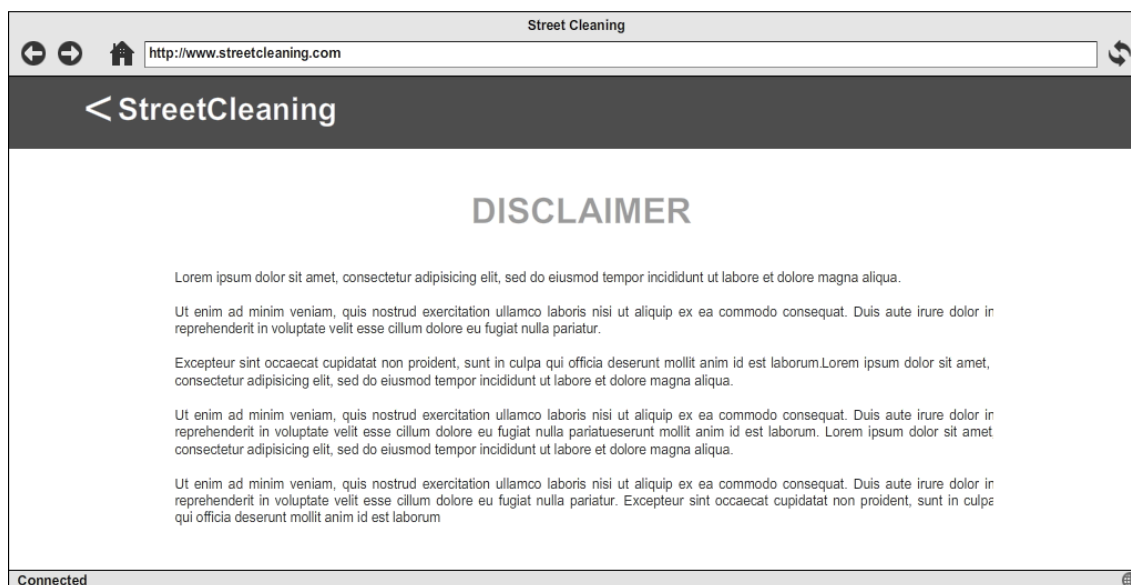 Street Cleaning
http://www.streetcleaning.com
< StreetCleaning
DISCLAIMER
Lorem ipsum dolor sit amet, consectetur adipisicing elit, sed do eiusmod tempor incididunt ut labore et dolore magna aliqua.
Ut enim ad minim veniam, quis nostrud exercitation ullamco laboris nisi ut aliquip ex ea commodo consequat. Duis aute irure dolor in
reprehenderit in voluptate velit esse cillum dolore eu fugiat nulla pariatur.
Excepteur sint occaecat cupidatat non proident, sunt in culpa qui officia deserunt mollit anim id est laborum.Lorem ipsum dolor sit amet,
consectetur adipisicing elit, sed do eiusmod tempor incididunt ut labore et dolore magna aliqua.
Ut enim ad minim veniam, quis nostrud exercitation ullamco laboris nisi ut aliquip ex ea commodo consequat. Duis aute irure dolor in
reprehenderit in voluptate velit esse cillum dolore eu fugiat nulla pariatueserunt mollit anim id est laborum. Lorem ipsum dolor sit amet
consectetur adipisicing elit, sed do eiusmod tempor incididunt ut labore et dolore magna aliqua.
Ut enim ad minim veniam, quis nostrud exercitation ullamco laboris nisi ut aliquip ex ea commodo consequat. Duis aute irure dolor in
reprehenderit in voluptate velit esse cillum dolore eu fugiat nulla pariatur. Excepteur sint occaecat cupidatat non proident, sunt in culpa
qui officia deserunt mollit anim id est laborum
Connected